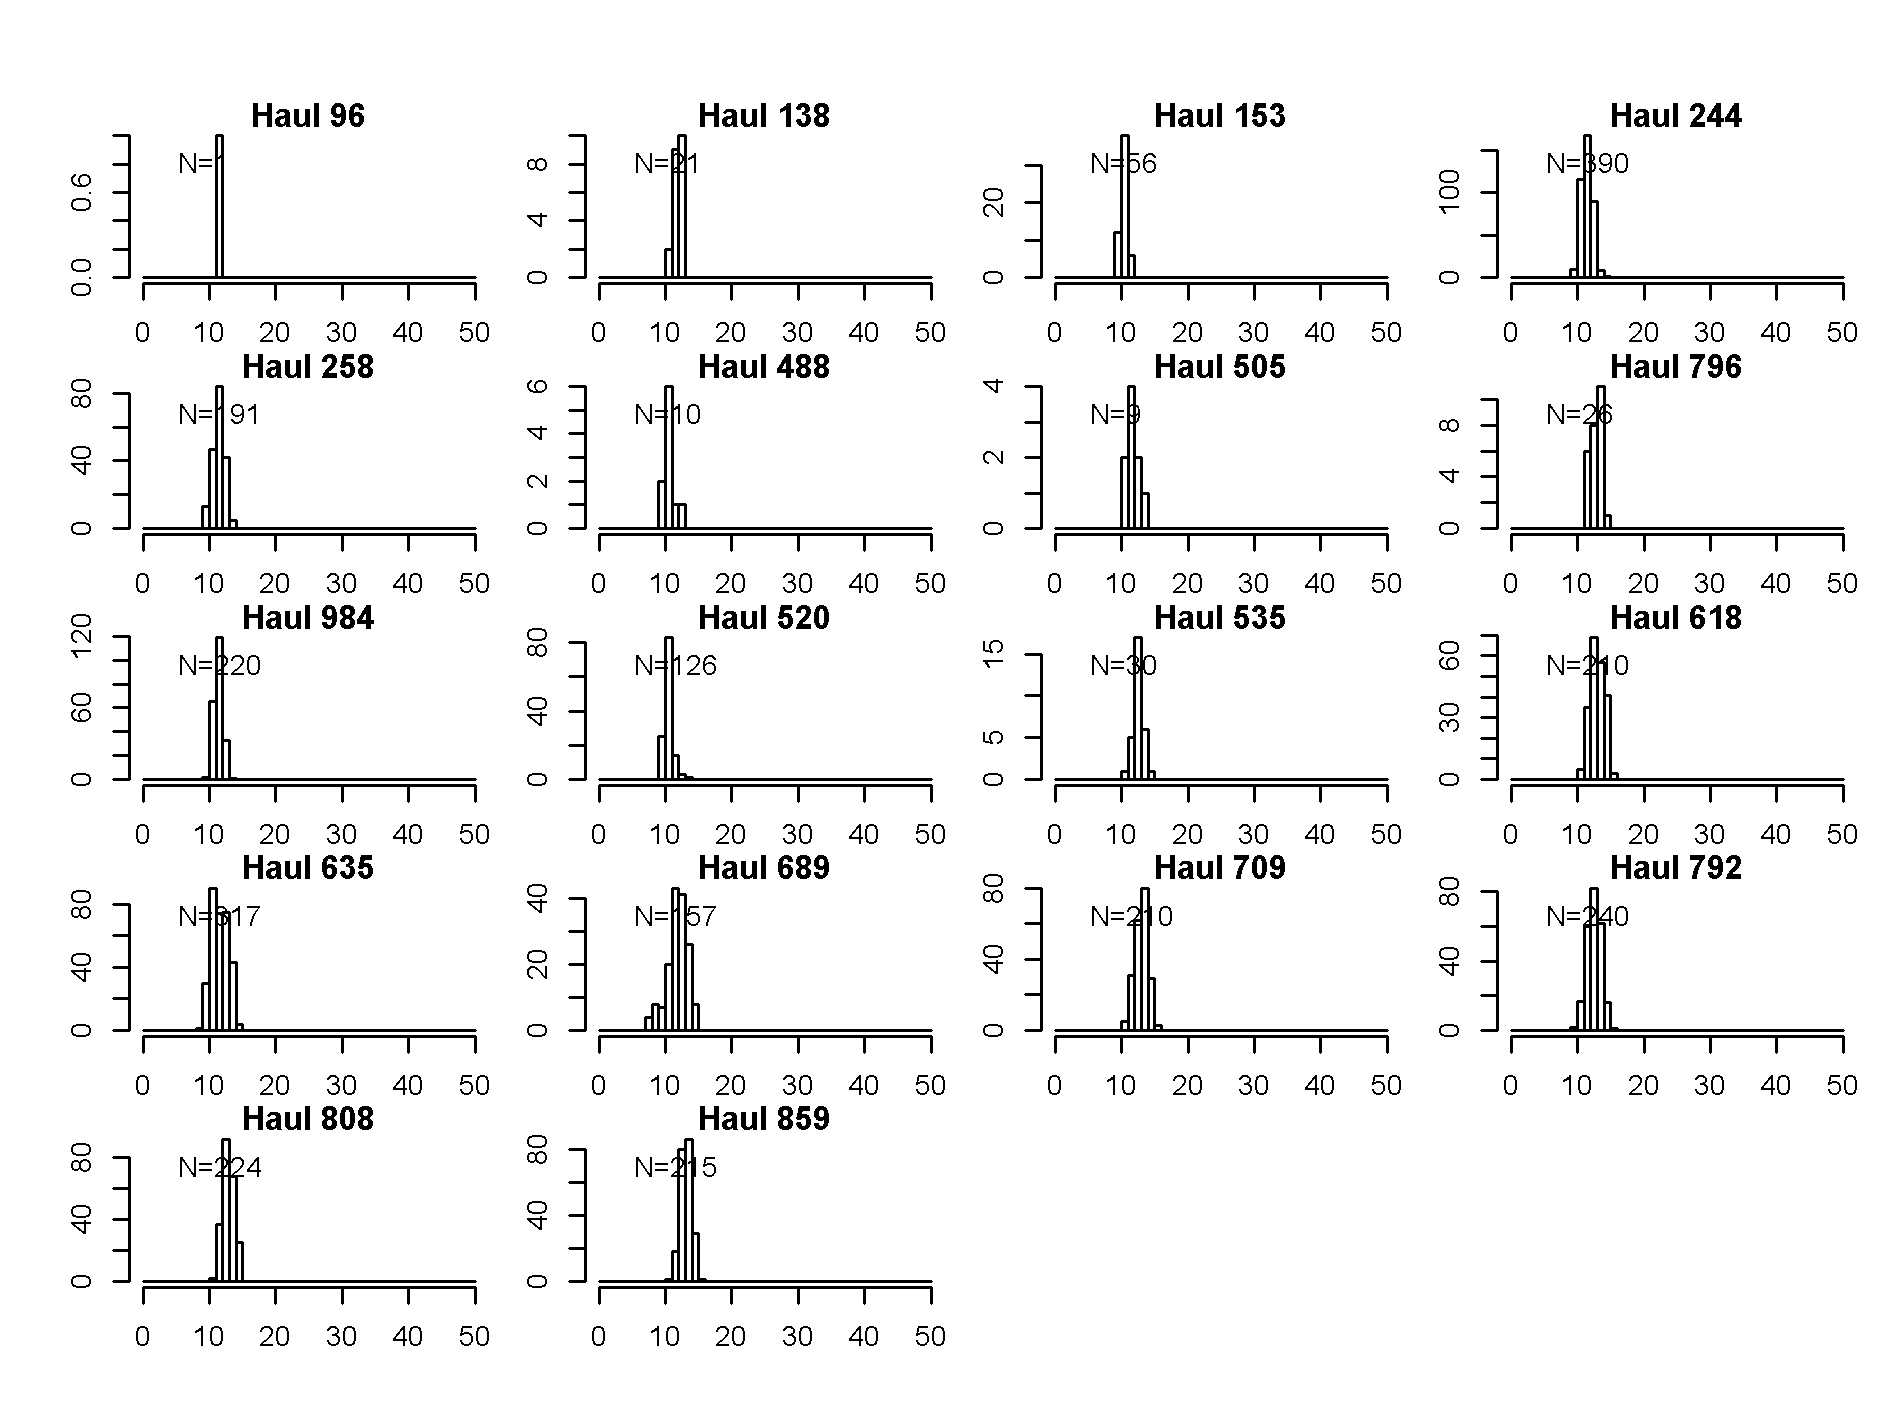 Haul 96 Haul 138 Haul 153 Haul 244
N=1 N=21 N=56 N=390
0.0 0.6 0 4 8 0 20 0 100
0 10 20 30 40 50 0 10 20 30 40 50 0 10 20 30 40 50 0 10 20 30 40 50
Haul 258 Haul 488 Haul 505 Haul 796
N=191 N=10 N=9 N=26
0 40 80 0 2 4 6 0 2 4 0 4 8
0 10 20 30 40 50 0 10 20 30 40 50 0 10 20 30 40 50 0 10 20 30 40 50
Haul 984 Haul 520 Haul 535 Haul 618
N=220 N=126 N=30 N=210
0 60 120 0 40 80 0 5 15 0 30 60
0 10 20 30 40 50 0 10 20 30 40 50 0 10 20 30 40 50 0 10 20 30 40 50
Haul 635 Haul 689 Haul 709 Haul 792
N=317 N=157 N=210 N=240
0 40 80 0 20 40 0 40 80 0 40 80
0 10 20 30 40 50 0 10 20 30 40 50 0 10 20 30 40 50 0 10 20 30 40 50
Haul 808 Haul 859
N=224 N=215
0 40 80 0 40 80
0 10 20 30 40 50 0 10 20 30 40 50